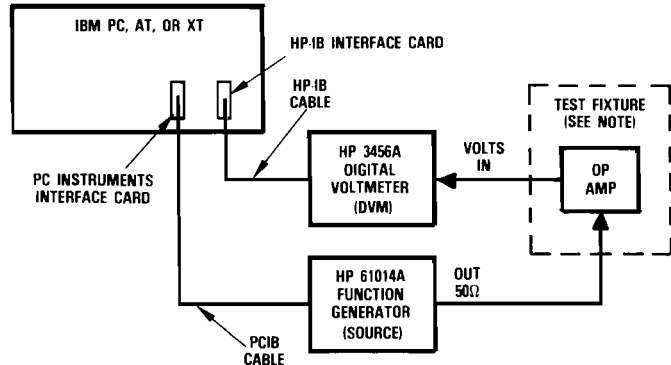 IBM PC, AT, OR XT
HP-IB INTERFACE CARD
HP-IB
CABLE
PC INSTRUMENTS
INTERFACE CARD
HP 3456A
DIGITAL
VOLTMETER
(DVM)
VOLTS
IN
TEST FIXTURE
(SEE NOTE)
OP
AMP
HP 61014A
FUNCTION
GENERATOR
(SOURCE)
OUT
50Ω
PCIB
CABLE